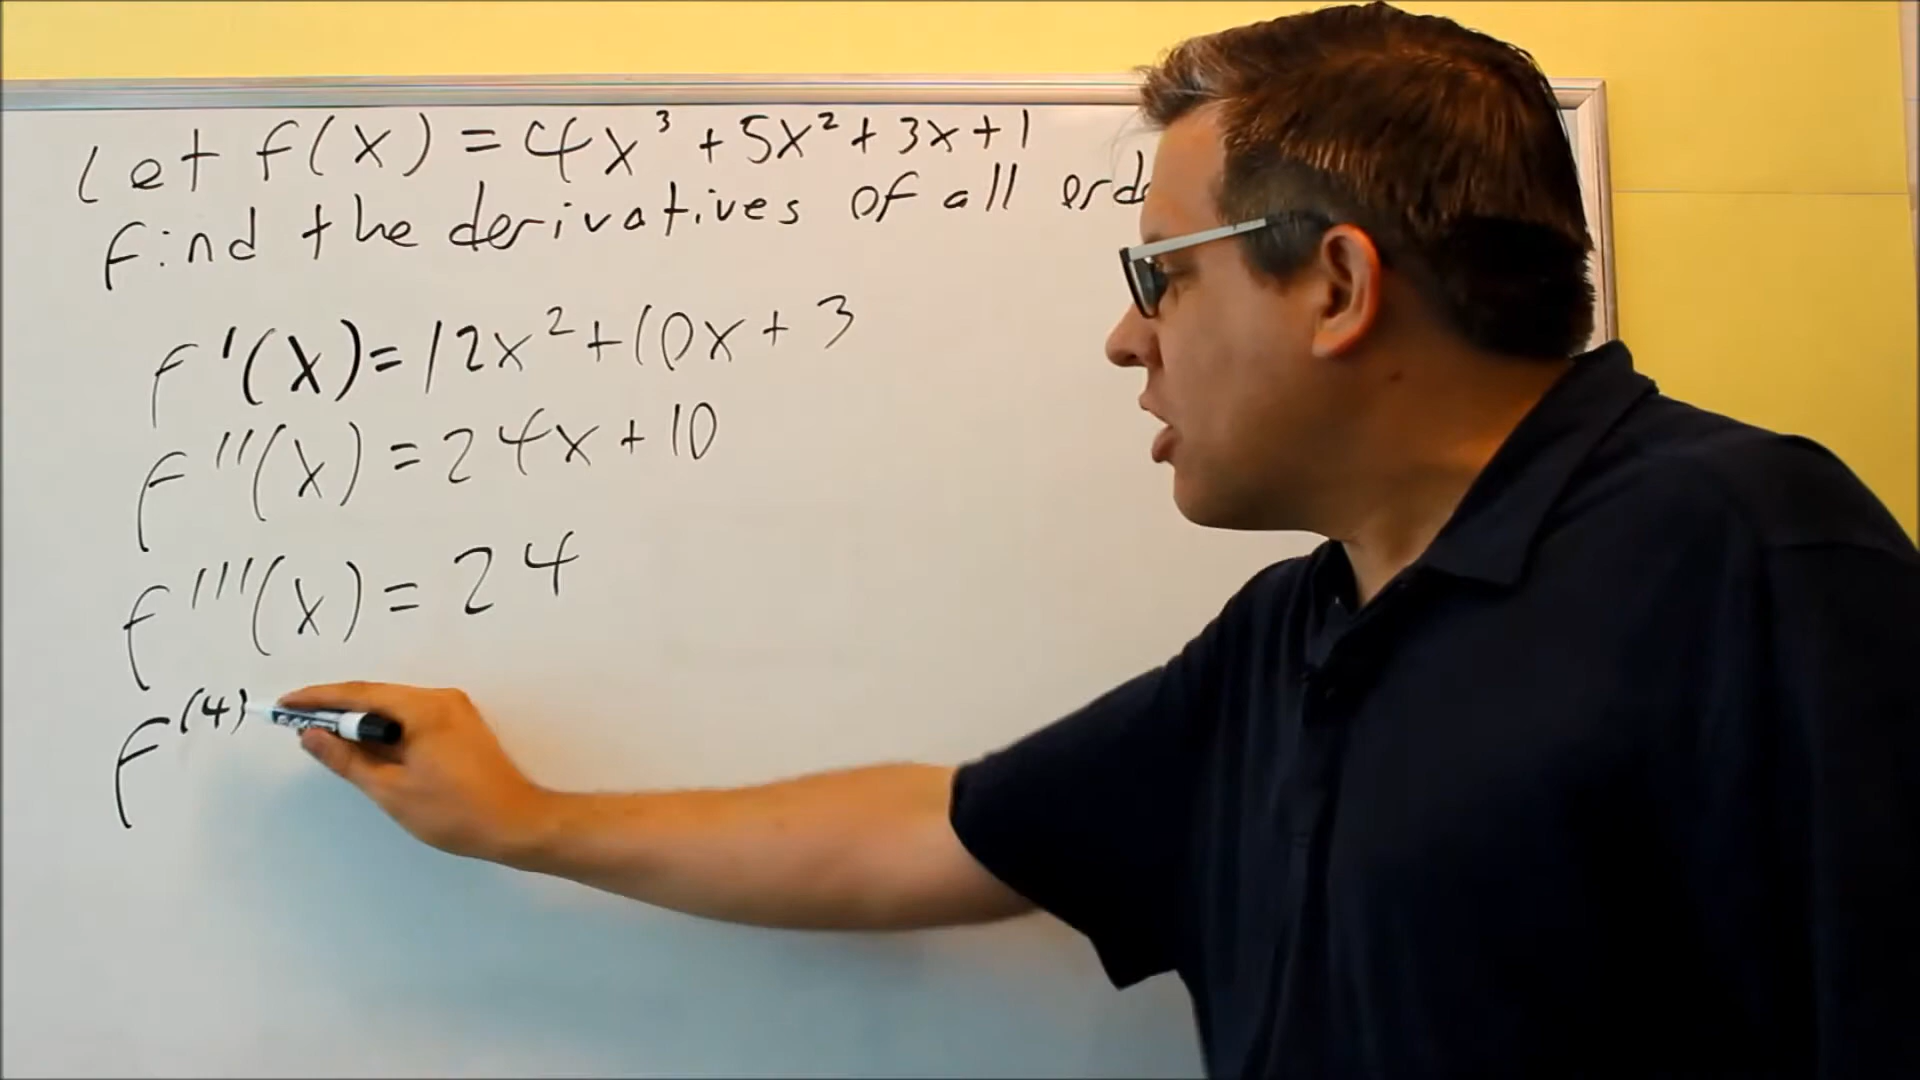 Let f(x) = 4x³ + 5x² + 3x + 1
find the derivatives of all
f'(x) = 12x² + 10x + 3
f''(x) = 24x + 10
f'''(x) = 24
f⁽⁴⁾